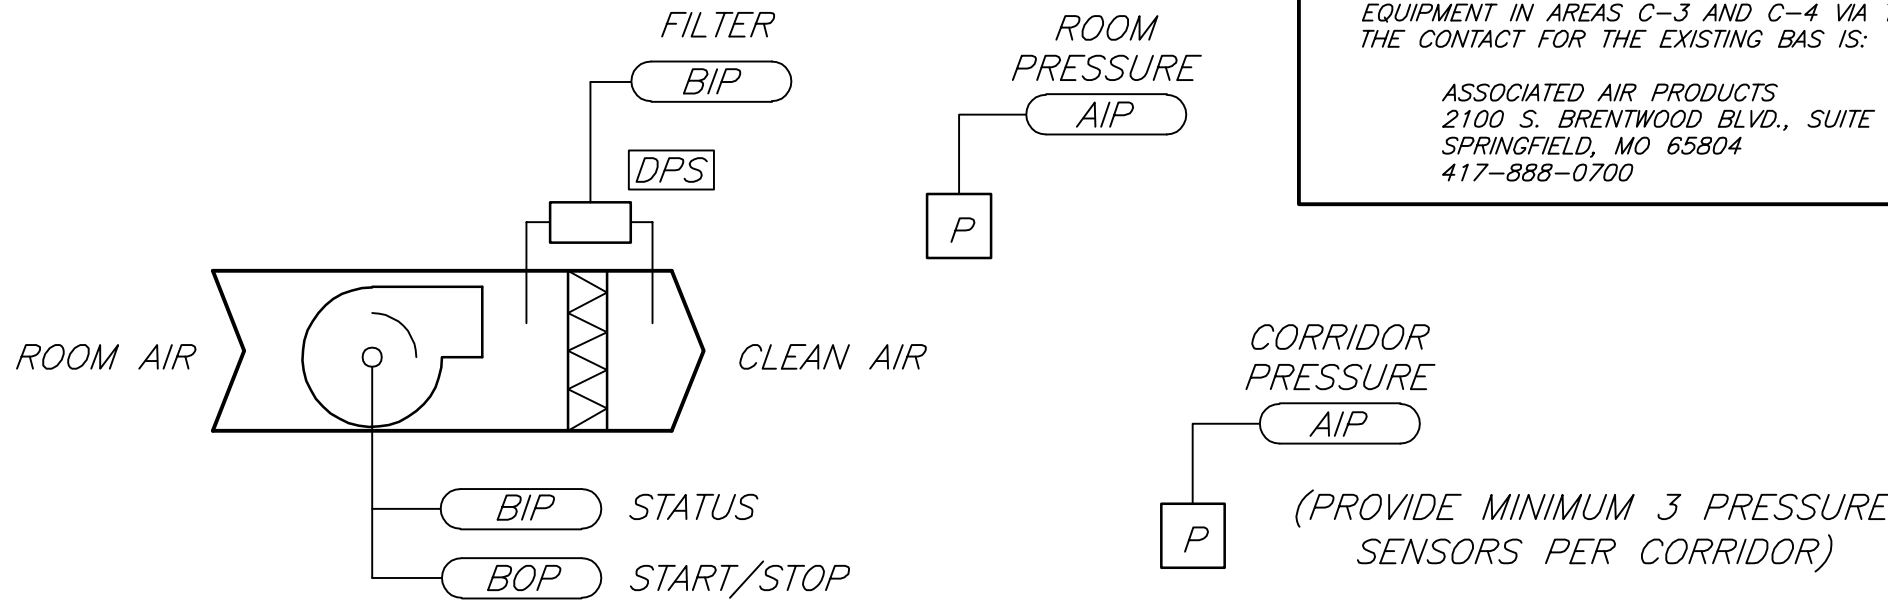 FILTER
BIP
DPS
ROOM
PRESSURE
AIP
P
EQUIPMENT IN AREAS C-3 AND C-4 VIA
THE CONTACT FOR THE EXISTING BAS IS:
ASSOCIATED AIR PRODUCTS
2100 S. BRENTWOOD BLVD., SUITE
SPRINGFIELD, MO 65804
417-888-0700
ROOM AIR
CLEAN AIR
CORRIDOR
PRESSURE
AIP
P
(PROVIDE MINIMUM 3 PRESSURE
SENSORS PER CORRIDOR)
BIP STATUS
BOP START/STOP